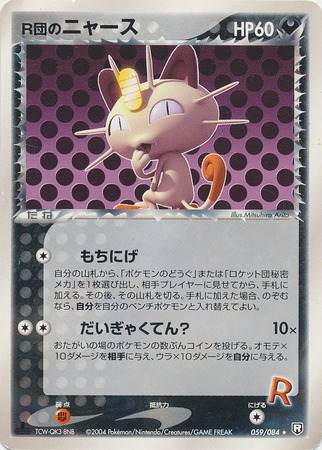 R団のニャース HP60
たね
Illus.Mitsuhiro Arita
もちにげ
自分の山札から、「ポケモンのどうぐ」または「ロケット団秘密
メカ」を1枚選び出し、相手プレイヤーに見せてから、手札に
加える。その後、その山札を切る。手札に加えた場合、のぞむな
ら、自分を自分のベンチポケモンと入れ替えてよい。
だいぎゃくてん? 10×
おたがいの場のポケモンの数ぶんコインを投げる。オモテ×
10ダメージを相手に与え、ウラ×10ダメージを自分に与える。
R
弱点 抵抗力 にげる
TCW-QK3-8NB ©2004 Pokémon/Nintendo/Creatures/GAME FREAK 059/084 ★ R